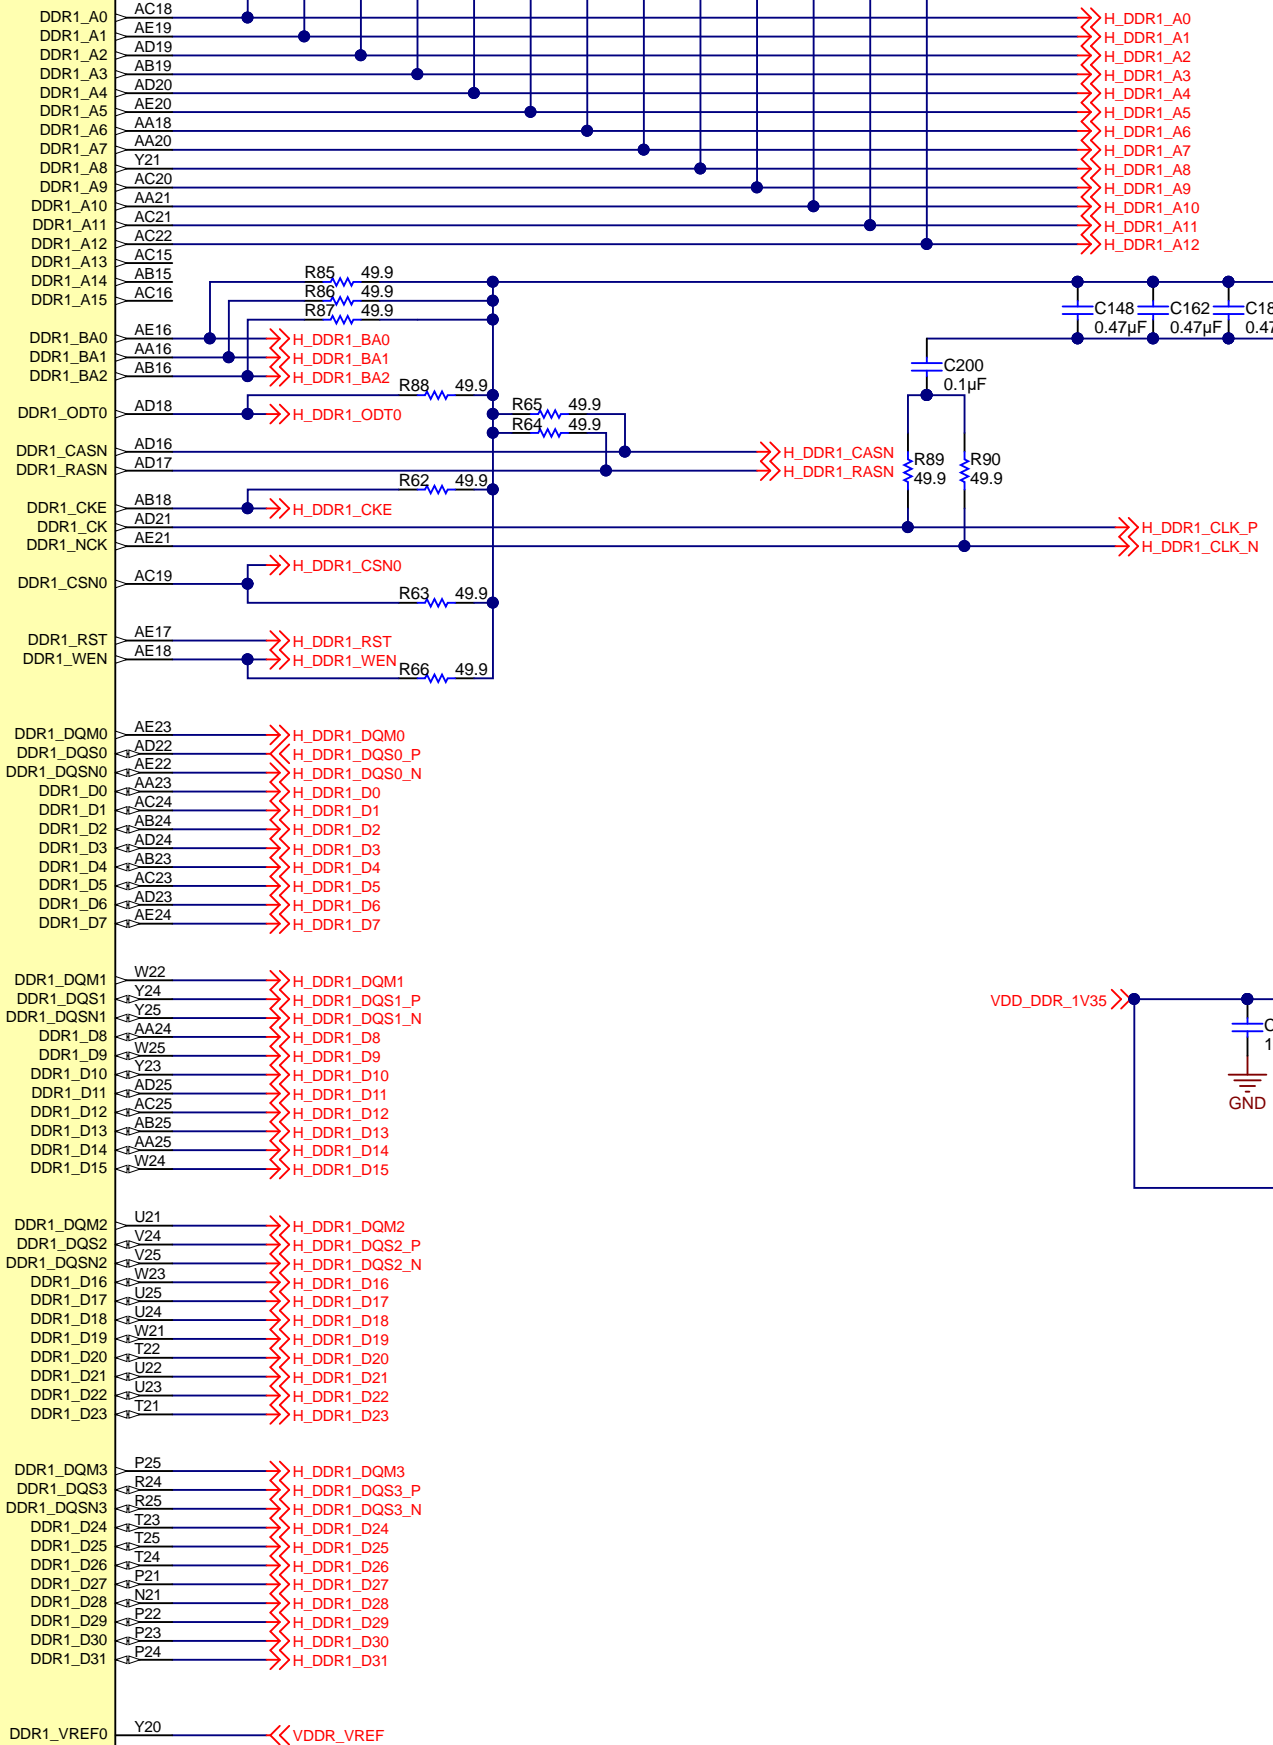 DDR1_A0 AC18 H_DDR1_A0
DDR1_A1 AE19 H_DDR1_A1
DDR1_A2 AD19 H_DDR1_A2
DDR1_A3 AB19 H_DDR1_A3
DDR1_A4 AD20 H_DDR1_A4
DDR1_A5 AE20 H_DDR1_A5
DDR1_A6 AA18 H_DDR1_A6
DDR1_A7 AA20 H_DDR1_A7
DDR1_A8 Y21 H_DDR1_A8
DDR1_A9 AC20 H_DDR1_A9
DDR1_A10 AA21 H_DDR1_A10
DDR1_A11 AC21 H_DDR1_A11
DDR1_A12 AC22 H_DDR1_A12
DDR1_A13 AC15
DDR1_A14 AB15 R85 49.9
DDR1_A15 AC16 R86 49.9
R87 49.9 C148 C162 C18
0.47µF 0.47µF 0.47
DDR1_BA0 AE16 H_DDR1_BA0
DDR1_BA1 AA16 H_DDR1_BA1
DDR1_BA2 AB16 H_DDR1_BA2 C200
R88 49.9 0.1µF
DDR1_ODT0 AD18 H_DDR1_ODT0 R65 49.9
R64 49.9
DDR1_CASN AD16 H_DDR1_CASN
DDR1_RASN AD17 H_DDR1_RASN R89 R90
R62 49.9 49.9 49.9
DDR1_CKE AB18 H_DDR1_CKE
DDR1_CK AD21 H_DDR1_CLK_P
DDR1_NCK AE21 H_DDR1_CLK_N
H_DDR1_CSN0
DDR1_CSN0 AC19
R63 49.9
DDR1_RST AE17 H_DDR1_RST
DDR1_WEN AE18 H_DDR1_WEN
R66 49.9
DDR1_DQM0 AE23 H_DDR1_DQM0
DDR1_DQS0 AD22 H_DDR1_DQS0_P
DDR1_DQSN0 AE22 H_DDR1_DQS0_N
DDR1_D0 AA23 H_DDR1_D0
DDR1_D1 AC24 H_DDR1_D1
DDR1_D2 AB24 H_DDR1_D2
DDR1_D3 AD24 H_DDR1_D3
DDR1_D4 AB23 H_DDR1_D4
DDR1_D5 AC23 H_DDR1_D5
DDR1_D6 AD23 H_DDR1_D6
DDR1_D7 AE24 H_DDR1_D7
DDR1_DQM1 W22 H_DDR1_DQM1
DDR1_DQS1 Y24 H_DDR1_DQS1_P VDD_DDR_1V35
DDR1_DQSN1 Y25 H_DDR1_DQS1_N C
DDR1_D8 AA24 H_DDR1_D8 1
DDR1_D9 W25 H_DDR1_D9
DDR1_D10 Y23 H_DDR1_D10
DDR1_D11 AD25 H_DDR1_D11 GND
DDR1_D12 AC25 H_DDR1_D12
DDR1_D13 AB25 H_DDR1_D13
DDR1_D14 AA25 H_DDR1_D14
DDR1_D15 W24 H_DDR1_D15
DDR1_DQM2 U21 H_DDR1_DQM2
DDR1_DQS2 V24 H_DDR1_DQS2_P
DDR1_DQSN2 V25 H_DDR1_DQS2_N
DDR1_D16 W23 H_DDR1_D16
DDR1_D17 U25 H_DDR1_D17
DDR1_D18 U24 H_DDR1_D18
DDR1_D19 W21 H_DDR1_D19
DDR1_D20 T22 H_DDR1_D20
DDR1_D21 U22 H_DDR1_D21
DDR1_D22 U23 H_DDR1_D22
DDR1_D23 T21 H_DDR1_D23
DDR1_DQM3 P25 H_DDR1_DQM3
DDR1_DQS3 R24 H_DDR1_DQS3_P
DDR1_DQSN3 R25 H_DDR1_DQS3_N
DDR1_D24 T23 H_DDR1_D24
DDR1_D25 T25 H_DDR1_D25
DDR1_D26 T24 H_DDR1_D26
DDR1_D27 P21 H_DDR1_D27
DDR1_D28 N21 H_DDR1_D28
DDR1_D29 P22 H_DDR1_D29
DDR1_D30 P23 H_DDR1_D30
DDR1_D31 P24 H_DDR1_D31
DDR1_VREF0 Y20 VDDR_VREF